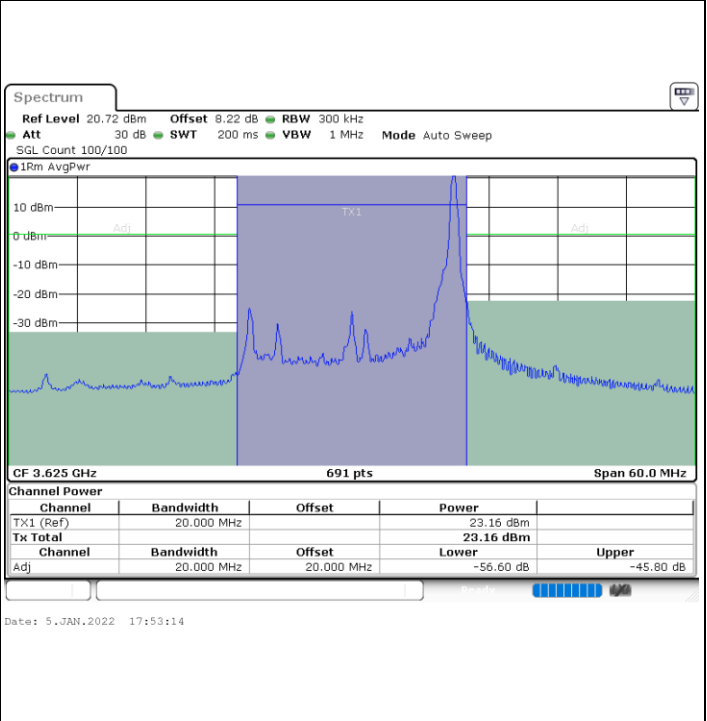 Spectrum
Ref Level 20.72 dBm Offset 8.22 dB RBW 300 kHz
Att 30 dB SWT 200 ms VBW 1 MHz Mode Auto Sweep
SGL Count 100/100
1Rm AvgPwr
10 dBm
TX1
Adj
Adj
0 dBm
-10 dBm
-20 dBm
-30 dBm
CF 3.625 GHz 691 pts Span 60.0 MHz
Channel Power
Channel Bandwidth Offset Power
TX1 (Ref) 20.000 MHz 23.16 dBm
Tx Total 23.16 dBm
Channel Bandwidth Offset Lower Upper
Adj 20.000 MHz 20.000 MHz -56.60 dB -45.80 dB
Ready
Date: 5.JAN.2022 17:53:14